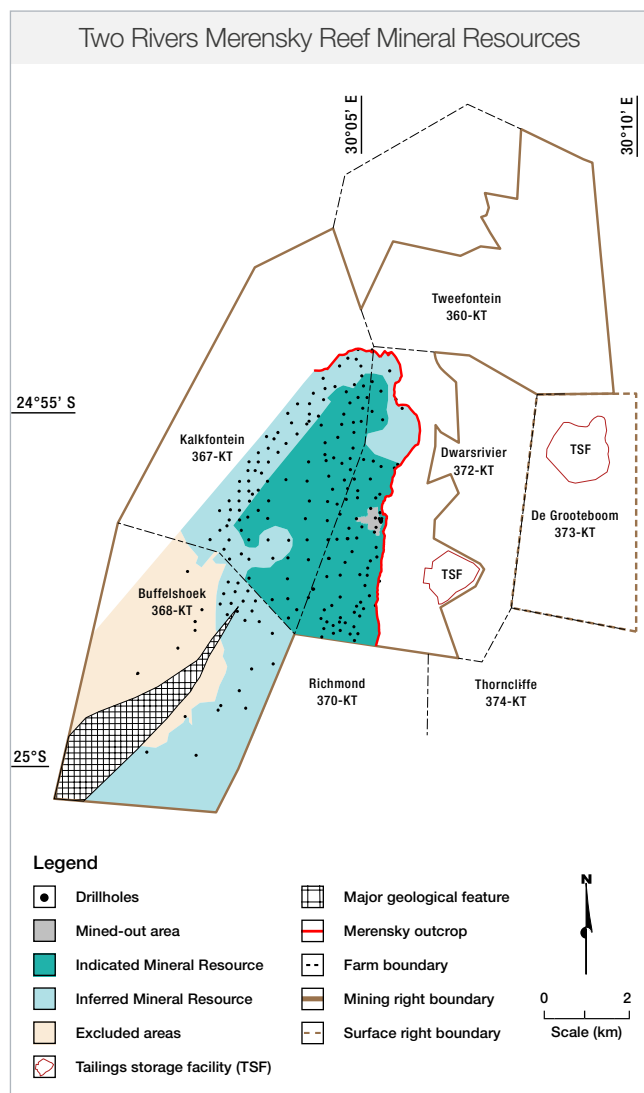 Two Rivers Merensky Reef Mineral Resources
30°05' E
30°10' E
Tweefontein
360-KT
24°55' S
Kalkfontein
367-KT
Dwarsrivier
372-KT
TSF
De Grooteboom
373-KT
TSF
Buffelshoek
368-KT
Richmond
370-KT
Thorncliffe
374-KT
25°S
Legend
Drillholes
Mined-out area
Indicated Mineral Resource
Inferred Mineral Resource
Excluded areas
Tailings storage facility (TSF)
Major geological feature
Merensky outcrop
Farm boundary
Mining right boundary
Surface right boundary
N
0 2
Scale (km)